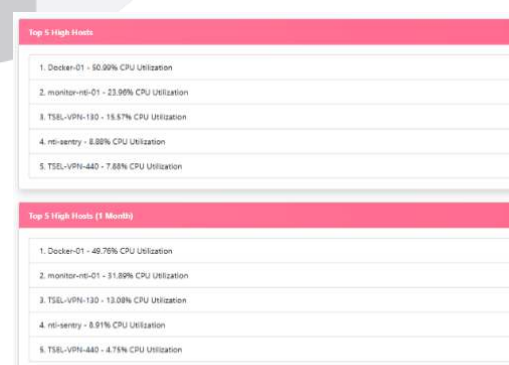 Top 5 High Hosts
1. Docker-01 - 50.99% CPU Utilization
2. monitor-nti-01 - 23.96% CPU Utilization
3. TSEL-VPN-130 - 15.57% CPU Utilization
4. nti-sentry - 8.88% CPU Utilization
5. TSEL-VPN-440 - 7.88% CPU Utilization
Top 5 High Hosts (1 Month)
1. Docker-01 - 49.76% CPU Utilization
2. monitor-nti-01 - 31.89% CPU Utilization
3. TSEL-VPN-130 - 13.08% CPU Utilization
4. nti-sentry - 8.91% CPU Utilization
5. TSEL-VPN-440 - 4.75% CPU Utilization